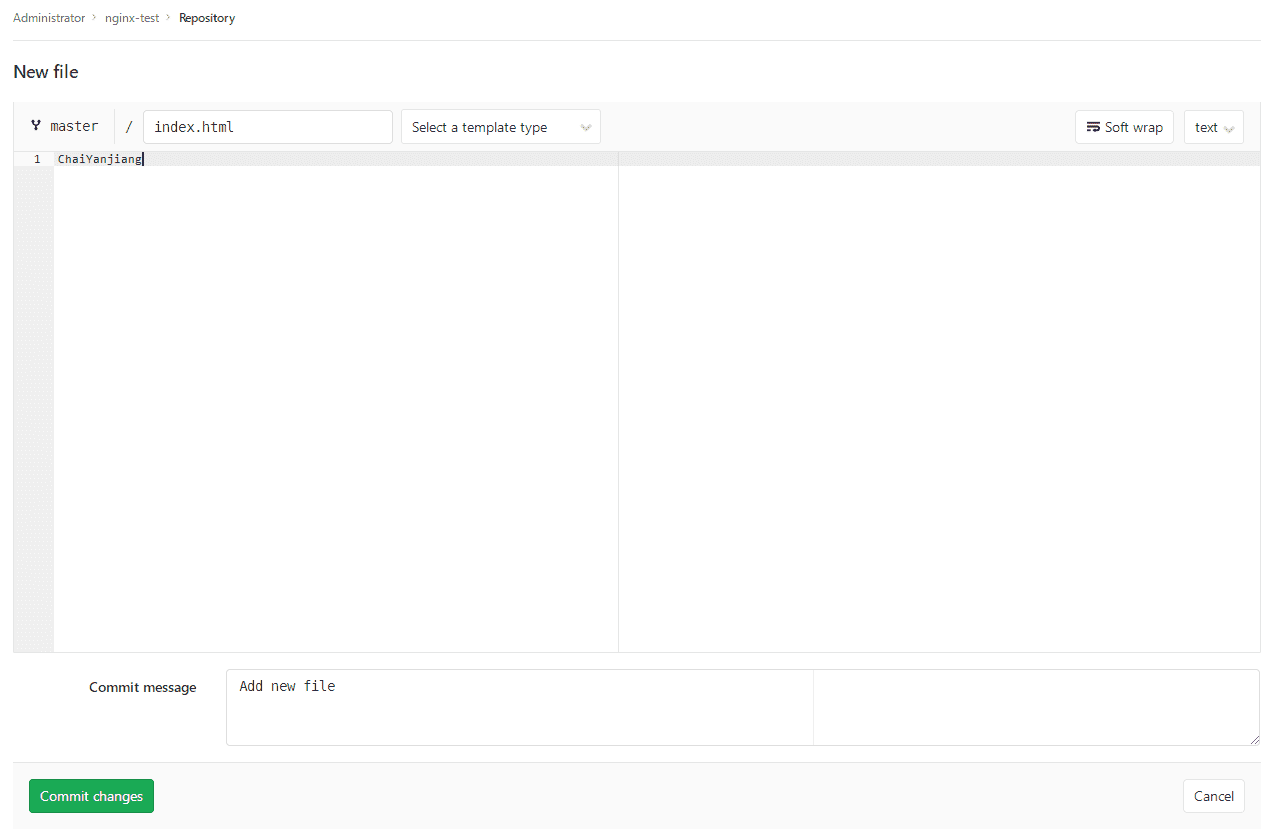 Administrator > nginx-test > Repository
New file
master / index.html Select a template type Soft wrap text
1 ChaiYanjiang
Commit message Add new file
Commit changes Cancel